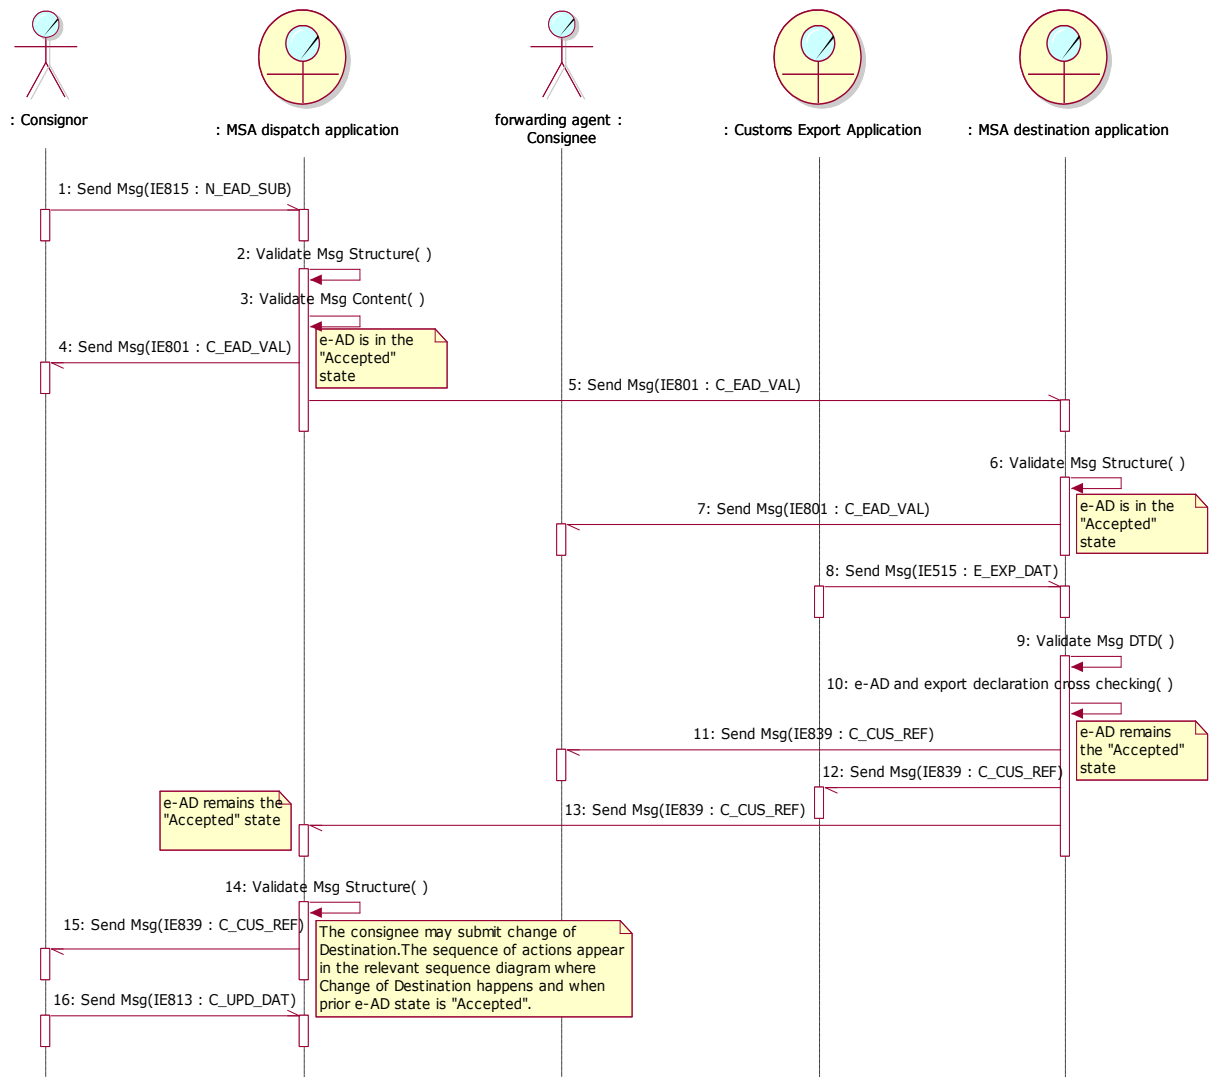 : Consignor
: MSA dispatch application
forwarding agent :
Consignee
: Customs Export Application
: MSA destination application
1: Send Msg(IE815 : N_EAD_SUB)
2: Validate Msg Structure( )
3: Validate Msg Content( )
e-AD is in the
"Accepted"
state
4: Send Msg(IE801 : C_EAD_VAL)
5: Send Msg(IE801 : C_EAD_VAL)
6: Validate Msg Structure( )
e-AD is in the
"Accepted"
state
7: Send Msg(IE801 : C_EAD_VAL)
8: Send Msg(IE515 : E_EXP_DAT)
9: Validate Msg DTD( )
10: e-AD and export declaration cross checking( )
e-AD remains
the "Accepted"
state
11: Send Msg(IE839 : C_CUS_REF)
12: Send Msg(IE839 : C_CUS_REF)
13: Send Msg(IE839 : C_CUS_REF)
e-AD remains the
"Accepted" state
14: Validate Msg Structure( )
15: Send Msg(IE839 : C_CUS_REF)
The consignee may submit change of
Destination.The sequence of actions appear
in the relevant sequence diagram where
Change of Destination happens and when
prior e-AD state is "Accepted".
16: Send Msg(IE813 : C_UPD_DAT)